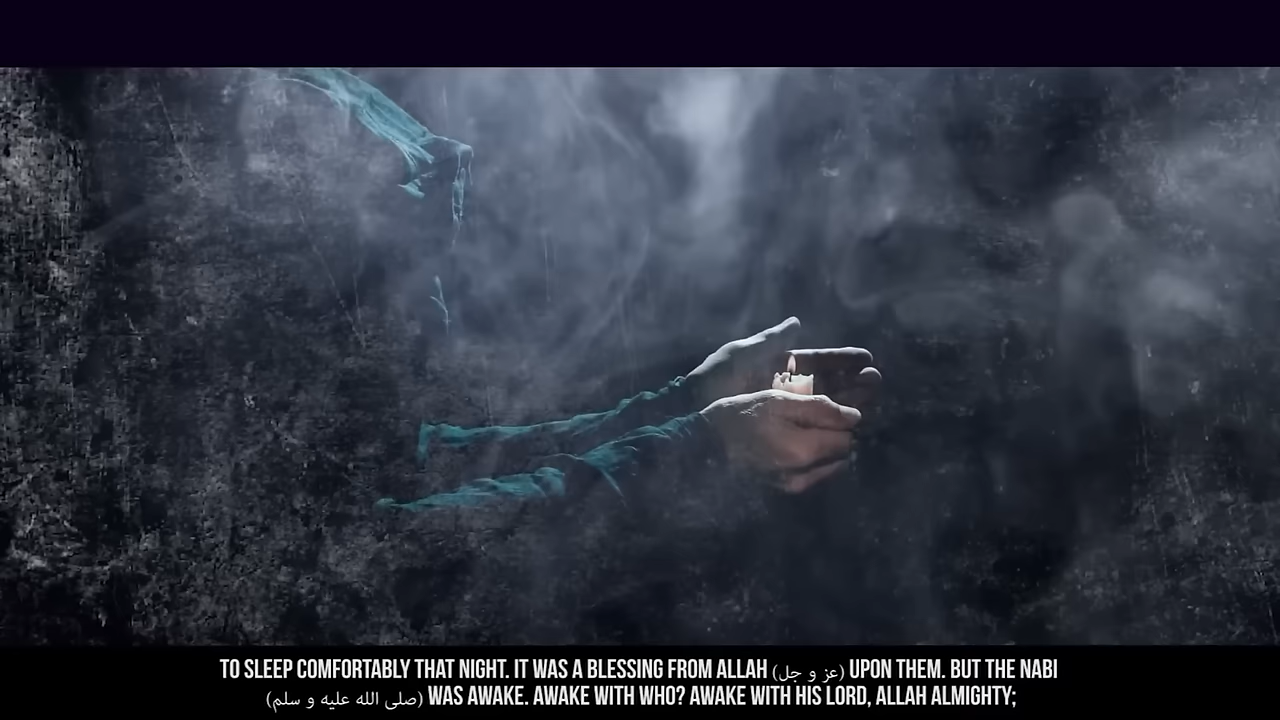 TO SLEEP COMFORTABLY THAT NIGHT. IT WAS A BLESSING FROM ALLAH (عز و جل) UPON THEM. BUT THE NABI
(صلى الله عليه و سلم) WAS AWAKE. AWAKE WITH WHO? AWAKE WITH HIS LORD, ALLAH ALMIGHTY;